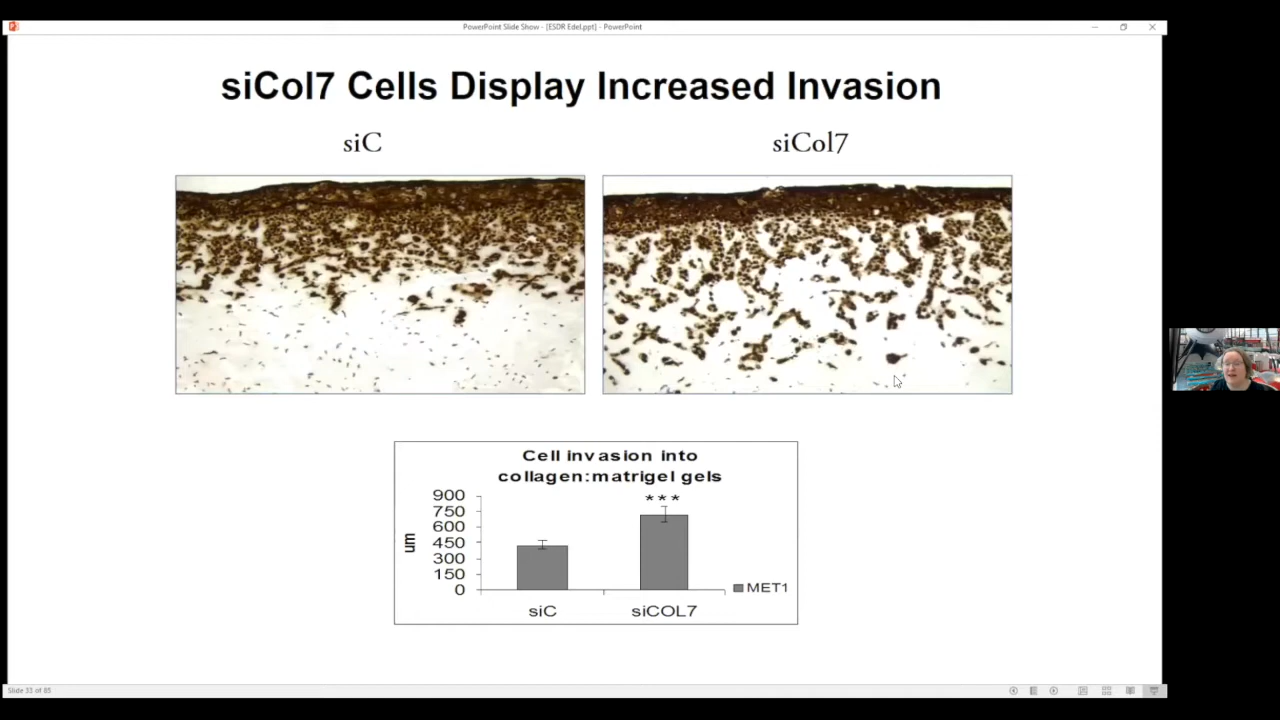 PowerPoint Slide Show - [ESDR Edel.ppt] - PowerPoint
siCol7 Cells Display Increased Invasion
siC
siCol7
Cell invasion into
collagen:matrigel gels
***
900
750
600
450
300
150
0
um
MET1
siC
siCOL7
Slide 33 of 85